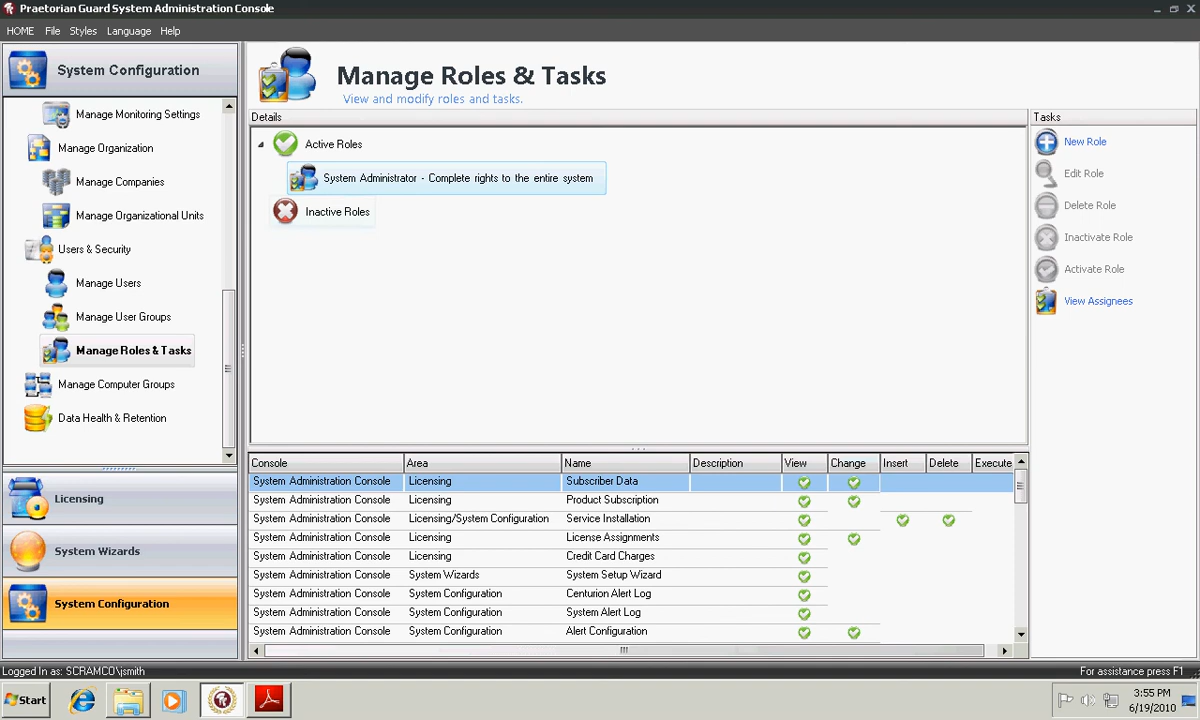 Praetorian Guard System Administration Console
HOME File Styles Language Help
System Configuration
Manage Monitoring Settings
Manage Organization
Manage Companies
Manage Organizational Units
Users & Security
Manage Users
Manage User Groups
Manage Roles & Tasks
Manage Computer Groups
Data Health & Retention
Licensing
System Wizards
System Configuration
Manage Roles & Tasks
View and modify roles and tasks.
Details
Active Roles
System Administrator - Complete rights to the entire system
Inactive Roles
Tasks
New Role
Edit Role
Delete Role
Inactivate Role
Activate Role
View Assignees
Console Area Name Description View Change Insert Delete Execute
System Administration Console Licensing Subscriber Data
System Administration Console Licensing Product Subscription
System Administration Console Licensing/System Configuration Service Installation
System Administration Console Licensing License Assignments
System Administration Console Licensing Credit Card Charges
System Administration Console System Wizards System Setup Wizard
System Administration Console System Configuration Centurion Alert Log
System Administration Console System Configuration System Alert Log
System Administration Console System Configuration Alert Configuration
Logged In as: SCRAMCO\jsmith
For assistance press F1
Start
3:55 PM
6/19/2010